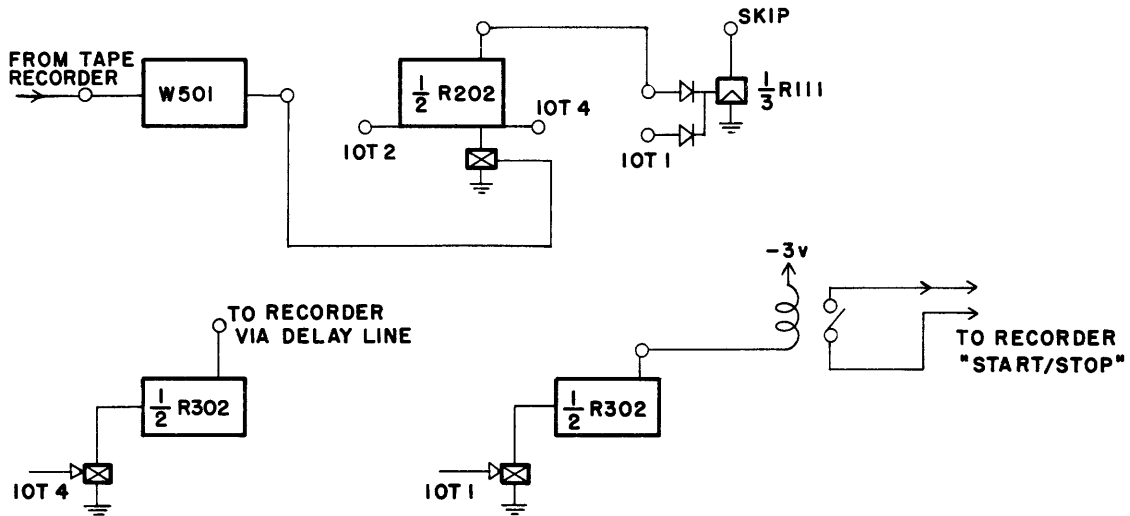 FROM TAPE
RECORDER
W501
1/2 R202
IOT 2
IOT 4
SKIP
1/3 R111
IOT 1
TO RECORDER
VIA DELAY LINE
1/2 R302
IOT 4
-3v
1/2 R302
IOT 1
TO RECORDER
"START/STOP"